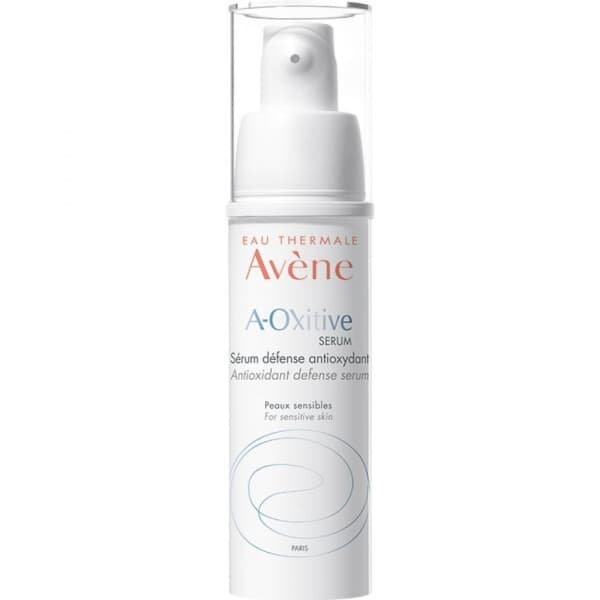 EAU THERMALE
Avène
A-OXitive
SERUM
Sérum défense antioxydant
Antioxidant defense serum
Peaux sensibles
For sensitive skin
PARIS